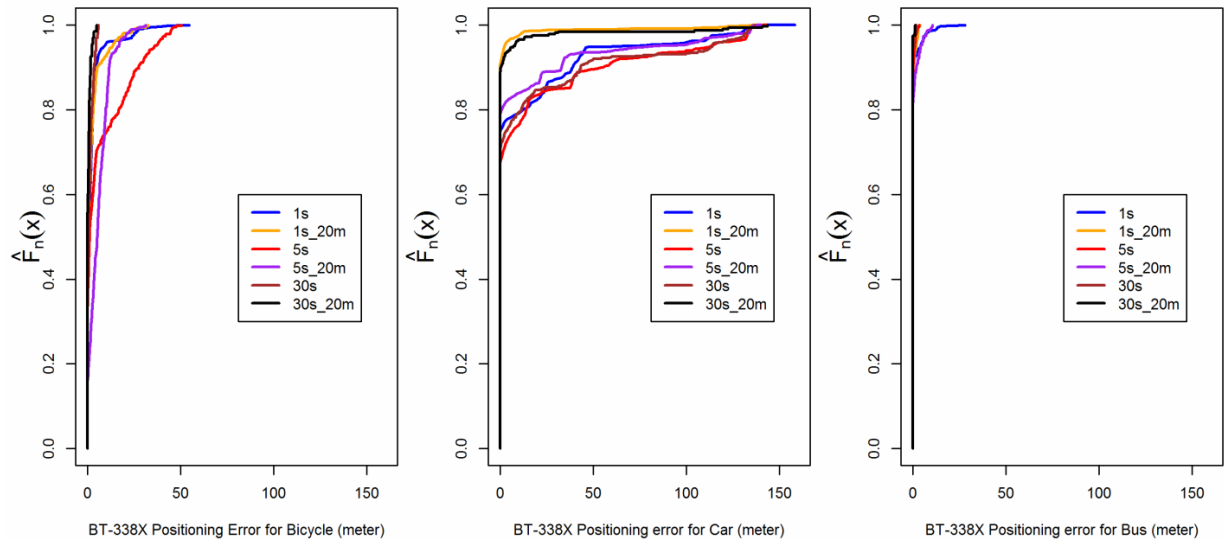 F̂n(x)
1.0
0.8
0.6
0.4
0.2
0.0
1s
1s_20m
5s
5s_20m
30s
30s_20m
0 50 100 150
BT-338X Positioning Error for Bicycle (meter)
F̂n(x)
1.0
0.8
0.6
0.4
0.2
0.0
1s
1s_20m
5s
5s_20m
30s
30s_20m
0 50 100 150
BT-338X Positioning error for Car (meter)
F̂n(x)
1.0
0.8
0.6
0.4
0.2
0.0
1s
1s_20m
5s
5s_20m
30s
30s_20m
0 50 100 150
BT-338X Positioning error for Bus (meter)